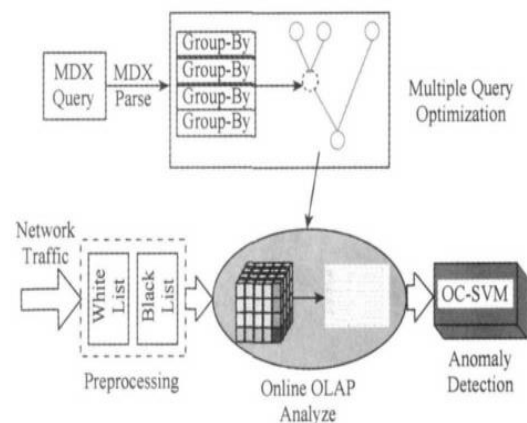 MDX
Query
MDX
Parse
Group-By
Group-By
Group-By
Group-By
Multiple Query
Optimization
Network
Traffic
White
List
Black
List
Preprocessing
Online OLAP
Analyze
OC-SVM
Anomaly
Detection